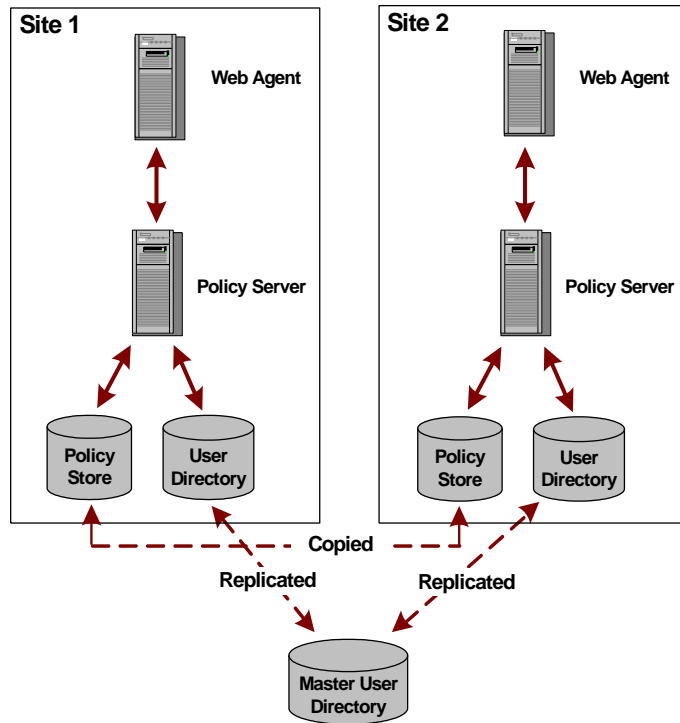 Site 1
Site 2
Web Agent
Web Agent
Policy Server
Policy Server
Policy
Store
User
Directory
Policy
Store
User
Directory
Copied
Replicated
Replicated
Master User
Directory